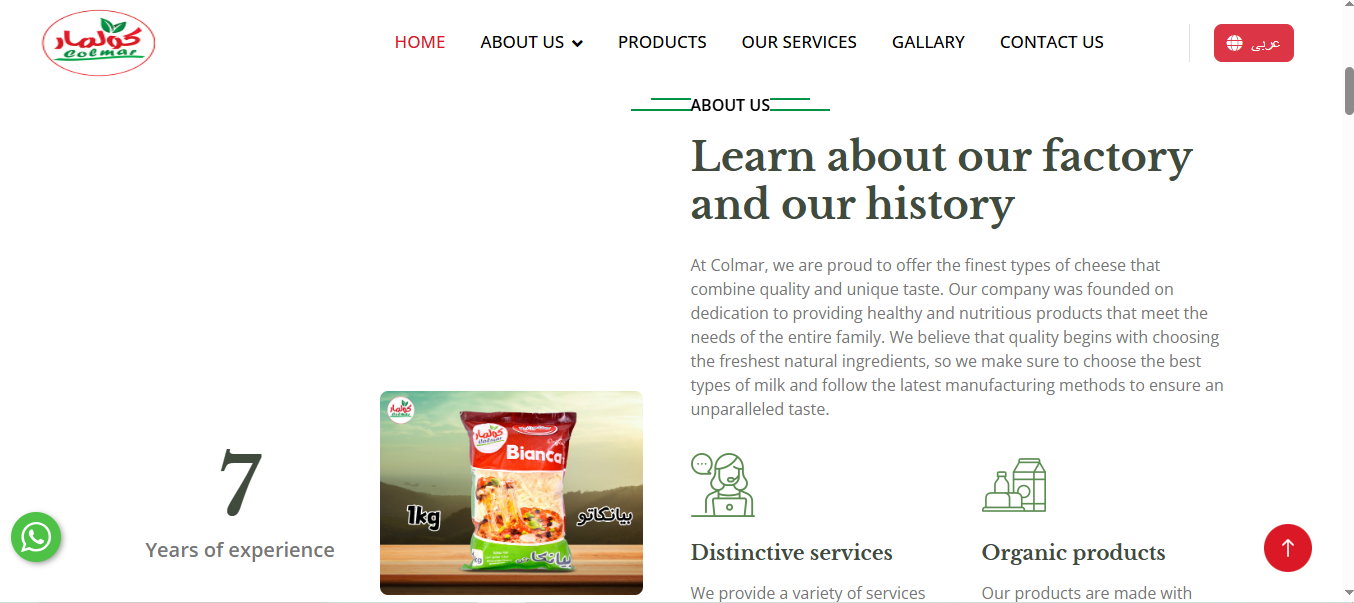 كولمار
Colmar
HOME
ABOUT US
PRODUCTS
OUR SERVICES
GALLARY
CONTACT US
عربى
ABOUT US
Learn about our factory
and our history
At Colmar, we are proud to offer the finest types of cheese that
combine quality and unique taste. Our company was founded on
dedication to providing healthy and nutritious products that meet the
needs of the entire family. We believe that quality begins with choosing
the freshest natural ingredients, so we make sure to choose the best
types of milk and follow the latest manufacturing methods to ensure an
unparalleled taste.
7
Years of experience
كولمار
Colmar
كولمار
Colmar
Bianca
1kg
بيانكاتو
بيانكا
Distinctive services
We provide a variety of services
Organic products
Our products are made with